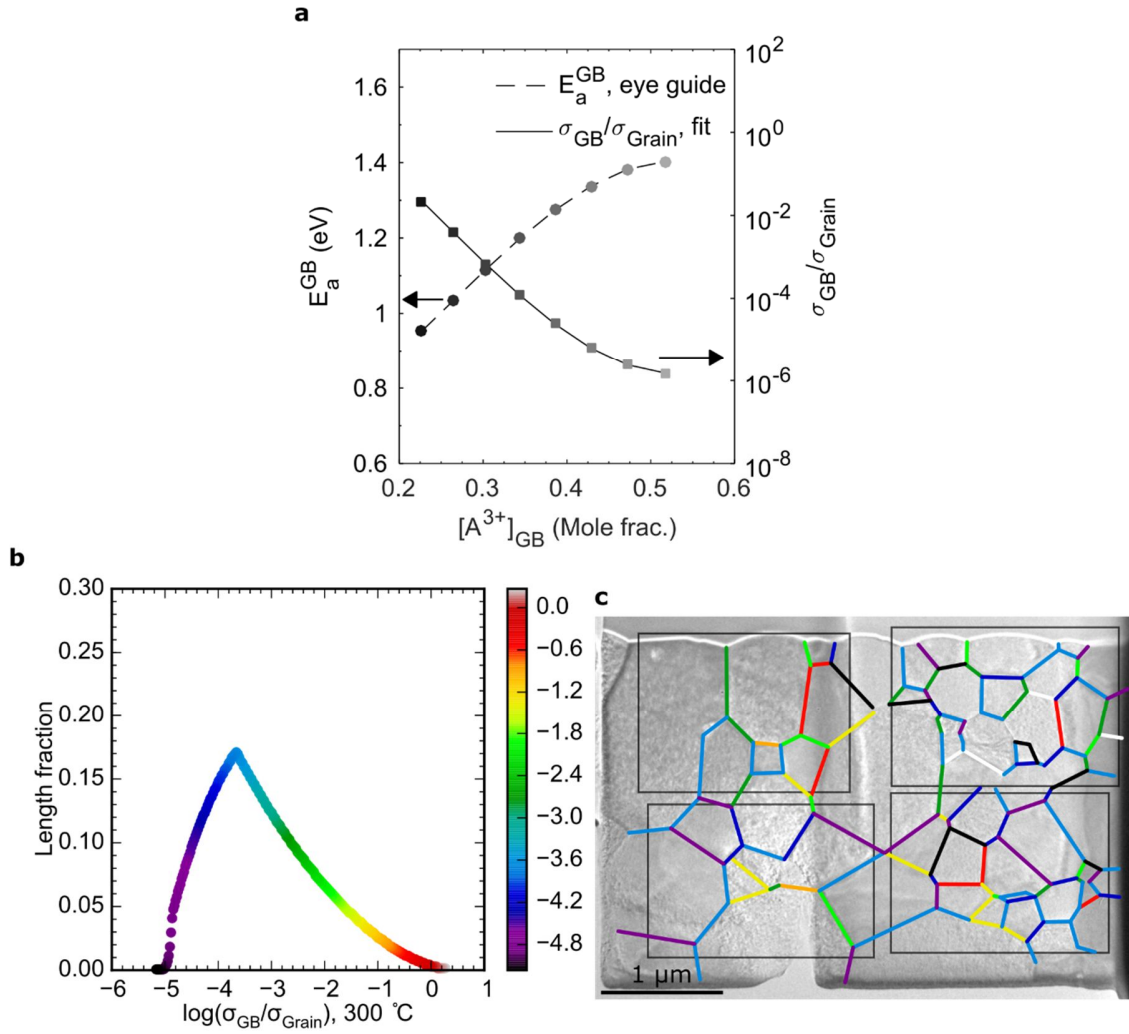 a
E_a^GB, eye guide
σ_GB/σ_Grain, fit
1.6
1.4
1.2
1
0.8
0.6
E_a^GB (eV)
10^2
10^0
10^-2
10^-4
10^-6
10^-8
σ_GB/σ_Grain
0.2 0.3 0.4 0.5 0.6
[A^3+]_GB (Mole frac.)
b
0.30
0.25
0.20
0.15
0.10
0.05
0.00
Length fraction
−6 −5 −4 −3 −2 −1 0 1
log(σ_GB/σ_Grain), 300 °C
0.0
−0.6
−1.2
−1.8
−2.4
−3.0
−3.6
−4.2
−4.8
c
1 μm